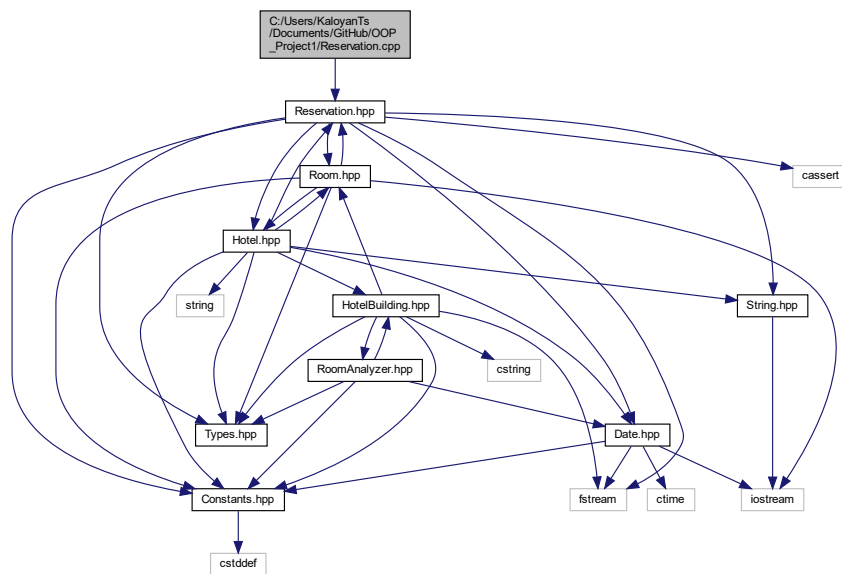 C:/Users/KaloyanTs
/Documents/GitHub/OOP
_Project1/Reservation.cpp
Reservation.hpp
cassert
Room.hpp
Hotel.hpp
string
HotelBuilding.hpp
String.hpp
RoomAnalyzer.hpp
cstring
Types.hpp
Date.hpp
Constants.hpp
fstream
ctime
iostream
cstddef